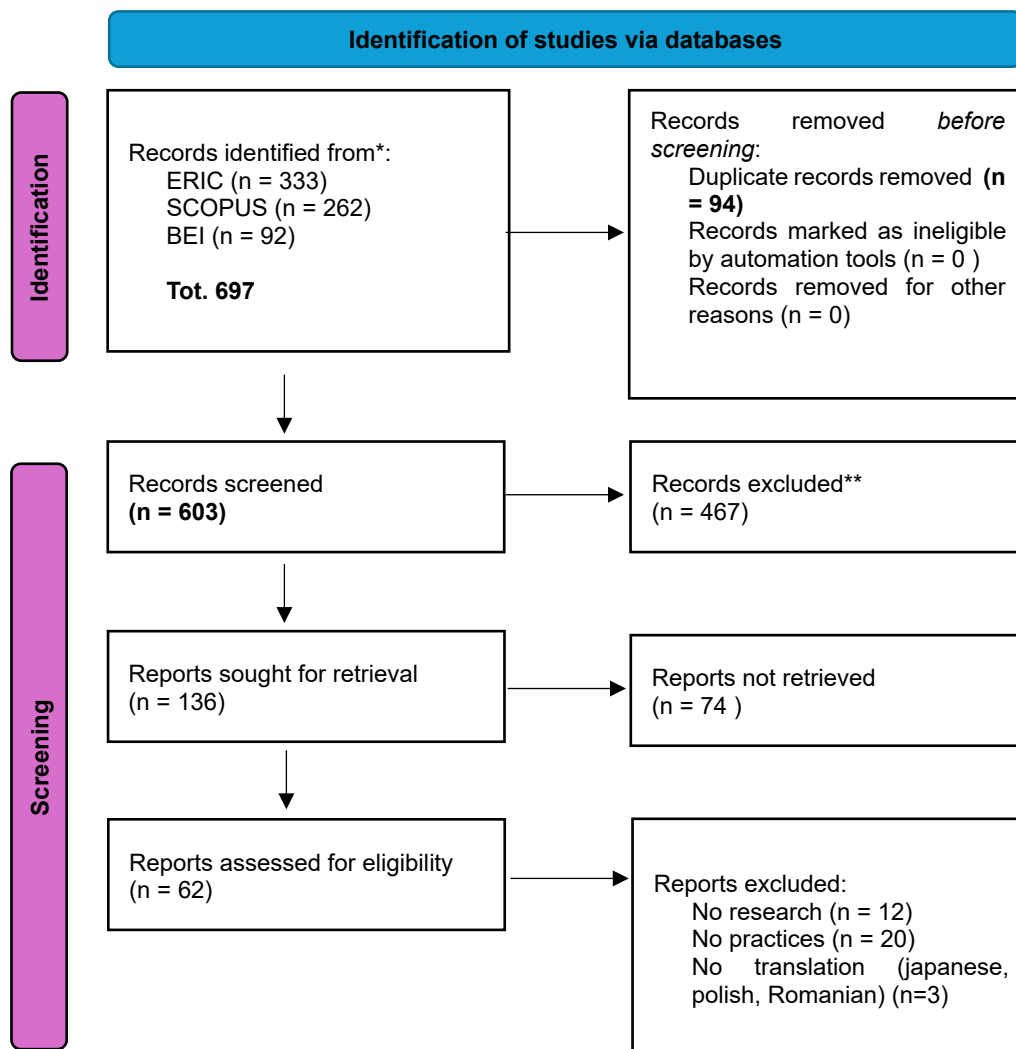 Identification of studies via databases
Identification
Records identified from*:
ERIC (n = 333)
SCOPUS (n = 262)
BEI (n = 92)
Tot. 697
Records removed before
screening:
Duplicate records removed (n
= 94)
Records marked as ineligible
by automation tools (n = 0 )
Records removed for other
reasons (n = 0)
Screening
Records screened
(n = 603)
Records excluded**
(n = 467)
Reports sought for retrieval
(n = 136)
Reports not retrieved
(n = 74 )
Reports assessed for eligibility
(n = 62)
Reports excluded:
No research (n = 12)
No practices (n = 20)
No translation (japanese,
polish, Romanian) (n=3)